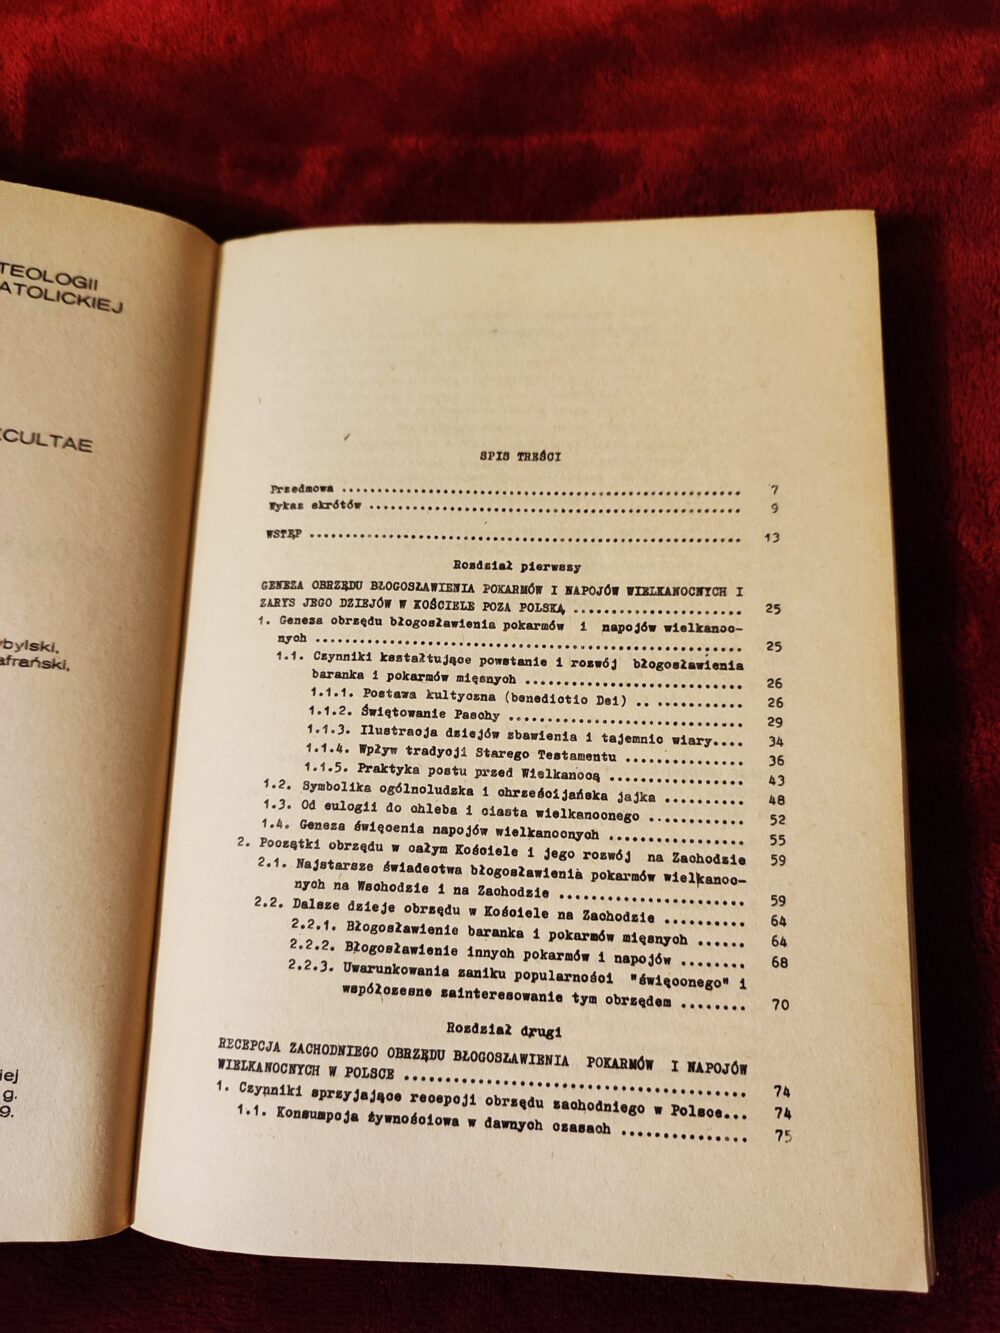 TEOLOGII
ATOLICKIEJ
CULTAE
bylski,
afrański,
iej
g.
9.
SPIS TREŚCI
Przedmowa ........ 7
Wykaz skrótów ........ 9
WSTĘP ........ 13
Rozdział pierwszy
GENEZA OBRZĘDU BŁOGOSŁAWIENIA POKARMÓW I NAPOJÓW WIELKANOCNYCH I
ZARYS JEGO DZIEJÓW W KOŚCIELE POZA POLSKĄ ........ 25
1. Geneza obrzędu błogosławienia pokarmów i napojów wielkanoc-
nych ........ 25
1.1. Czynniki kształtujące powstanie i rozwój błogosławienia
baranka i pokarmów mięsnych ........ 26
1.1.1. Postawa kultyczna (benedictio Dei) ........ 26
1.1.2. Świętowanie Paschy ........ 29
1.1.3. Ilustracja dziejów zbawienia i tajemnic wiary.... 34
1.1.4. Wpływ tradycji Starego Testamentu ........ 36
1.1.5. Praktyka postu przed Wielkanocą ........ 43
1.2. Symbolika ogólnoludzka i chrześcijańska jajka ........ 48
1.3. Od eulogii do chleba i ciasta wielkanocnego ........ 52
1.4. Geneza święcenia napojów wielkanocnych ........ 55
2. Początki obrzędu w całym Kościele i jego rozwój na Zachodzie 59
2.1. Najstarsze świadectwa błogosławienia pokarmów wielkanoc-
nych na Wschodzie i na Zachodzie ........ 59
2.2. Dalsze dzieje obrzędu w Kościele na Zachodzie ........ 64
2.2.1. Błogosławienie baranka i pokarmów mięsnych ...... 64
2.2.2. Błogosławienie innych pokarmów i napojów ........ 68
2.2.3. Uwarunkowania zaniku popularności "święconego" i
współczesne zainteresowanie tym obrzędem ........ 70
Rozdział drugi
RECEPCJA ZACHODNIEGO OBRZĘDU BŁOGOSŁAWIENIA POKARMÓW I NAPOJÓW
WIELKANOCNYCH W POLSCE ........ 74
1. Czynniki sprzyjające recepcji obrzędu zachodniego w Polsce... 74
1.1. Konsumpcja żywnościowa w dawnych czasach ........ 75